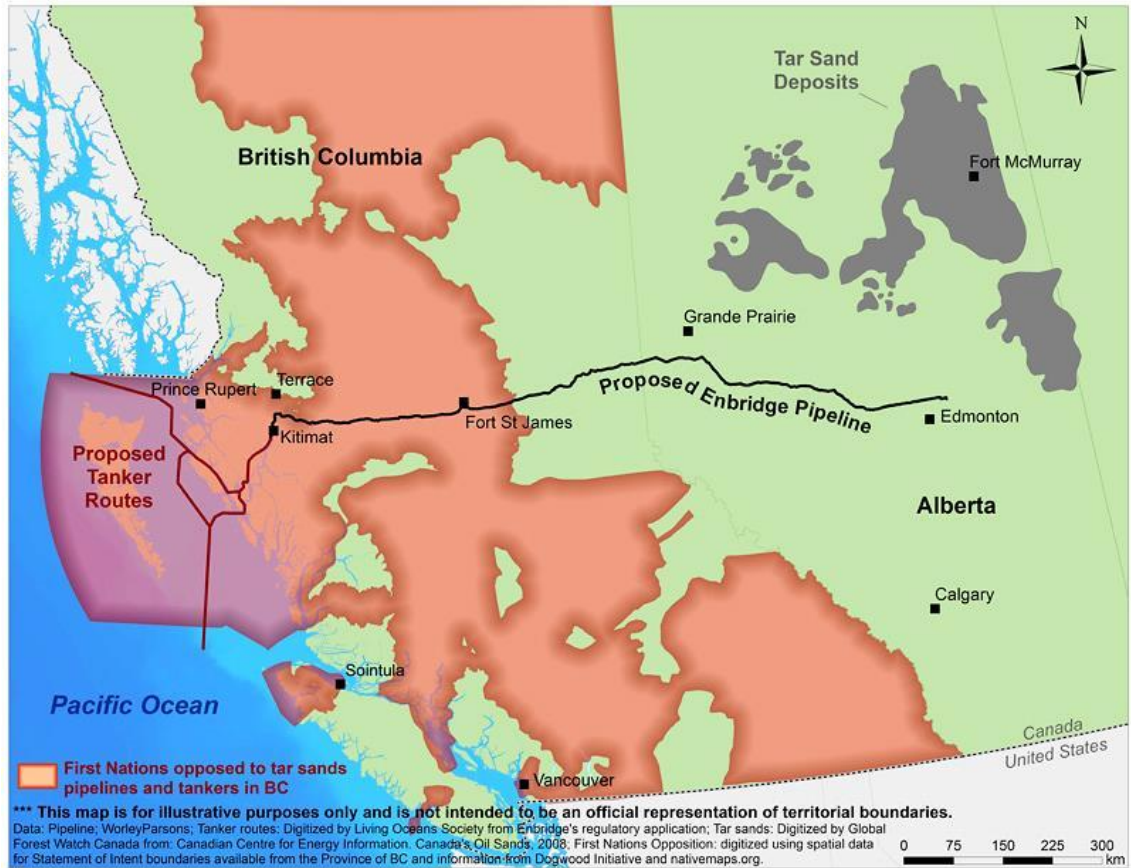 N
Tar Sand
Deposits
British Columbia
Fort McMurray
Grande Prairie
Prince Rupert
Terrace
Proposed Enbridge Pipeline
Fort St James
Edmonton
Kitimat
Proposed
Tanker
Routes
Alberta
Calgary
Sointula
Pacific Ocean
Canada
United States
First Nations opposed to tar sands
pipelines and tankers in BC
Vancouver
*** This map is for illustrative purposes only and is not intended to be an official representation of territorial boundaries.
Data: Pipeline; WorleyParsons; Tanker routes: Digitized by Living Oceans Society from Enbridge's regulatory application; Tar sands: Digitized by Global
Forest Watch Canada from: Canadian Centre for Energy Information. Canada's Oil Sands, 2008; First Nations Opposition: digitized using spatial data
for Statement of Intent boundaries available from the Province of BC and information from Dogwood Initiative and nativemaps.org.
0 75 150 225 300
km